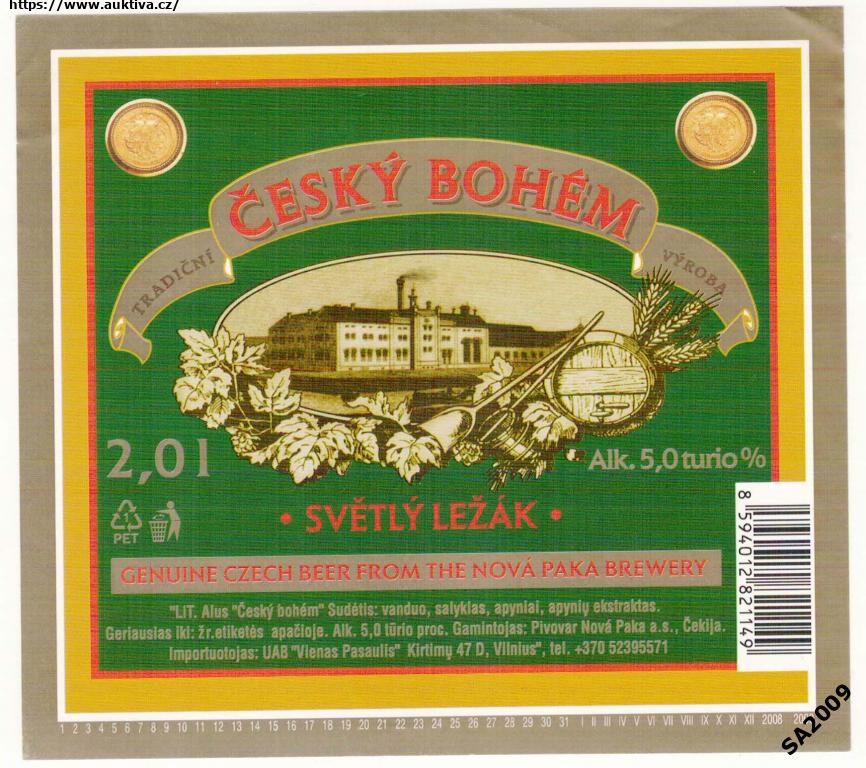 https://www.auktiva.cz/
ČESKÝ BOHÉM
TRADIČNÍ
VÝROBA
2,0 l
Alk. 5,0 turio %
1
PET
• SVĚTLÝ LEŽÁK •
GENUINE CZECH BEER FROM THE NOVÁ PAKA BREWERY
"LIT. Alus "Český bohém" Sudėtis: vanduo, salyklas, apyniai, apynių ekstraktas.
Geriausias iki: žr.etiketės apačioje. Alk. 5,0 tūrio proc. Gamintojas: Pivovar Nová Paka a.s., Čekija.
Importuotojas: UAB "Vienas Pasaulis" Kirtimų 47 D, Vilnius", tel. +370 52395571
8 594012 821149
1 2 3 4 5 6 7 8 9 10 11 12 13 14 15 16 17 18 19 20 21 22 23 24 25 26 27 28 29 30 31 I II III IV V VI VII VIII IX X XI XII 2008
SA2009